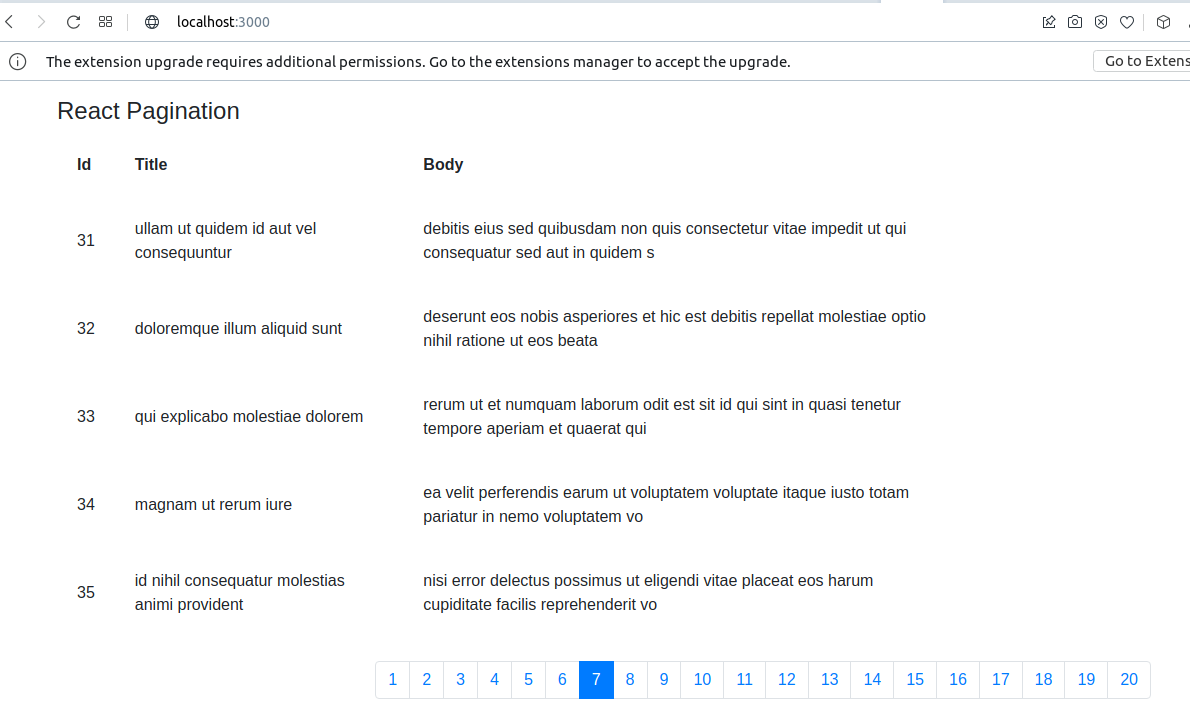 localhost:3000
The extension upgrade requires additional permissions. Go to the extensions manager to accept the upgrade.
Go to Extens
React Pagination
Id Title Body
31
ullam ut quidem id aut vel
consequuntur
debitis eius sed quibusdam non quis consectetur vitae impedit ut qui
consequatur sed aut in quidem s
32
doloremque illum aliquid sunt
deserunt eos nobis asperiores et hic est debitis repellat molestiae optio
nihil ratione ut eos beata
33
qui explicabo molestiae dolorem
rerum ut et numquam laborum odit est sit id qui sint in quasi tenetur
tempore aperiam et quaerat qui
34
magnam ut rerum iure
ea velit perferendis earum ut voluptatem voluptate itaque iusto totam
pariatur in nemo voluptatem vo
35
id nihil consequatur molestias
animi provident
nisi error delectus possimus ut eligendi vitae placeat eos harum
cupiditate facilis reprehenderit vo
1 2 3 4 5 6 7 8 9 10 11 12 13 14 15 16 17 18 19 20